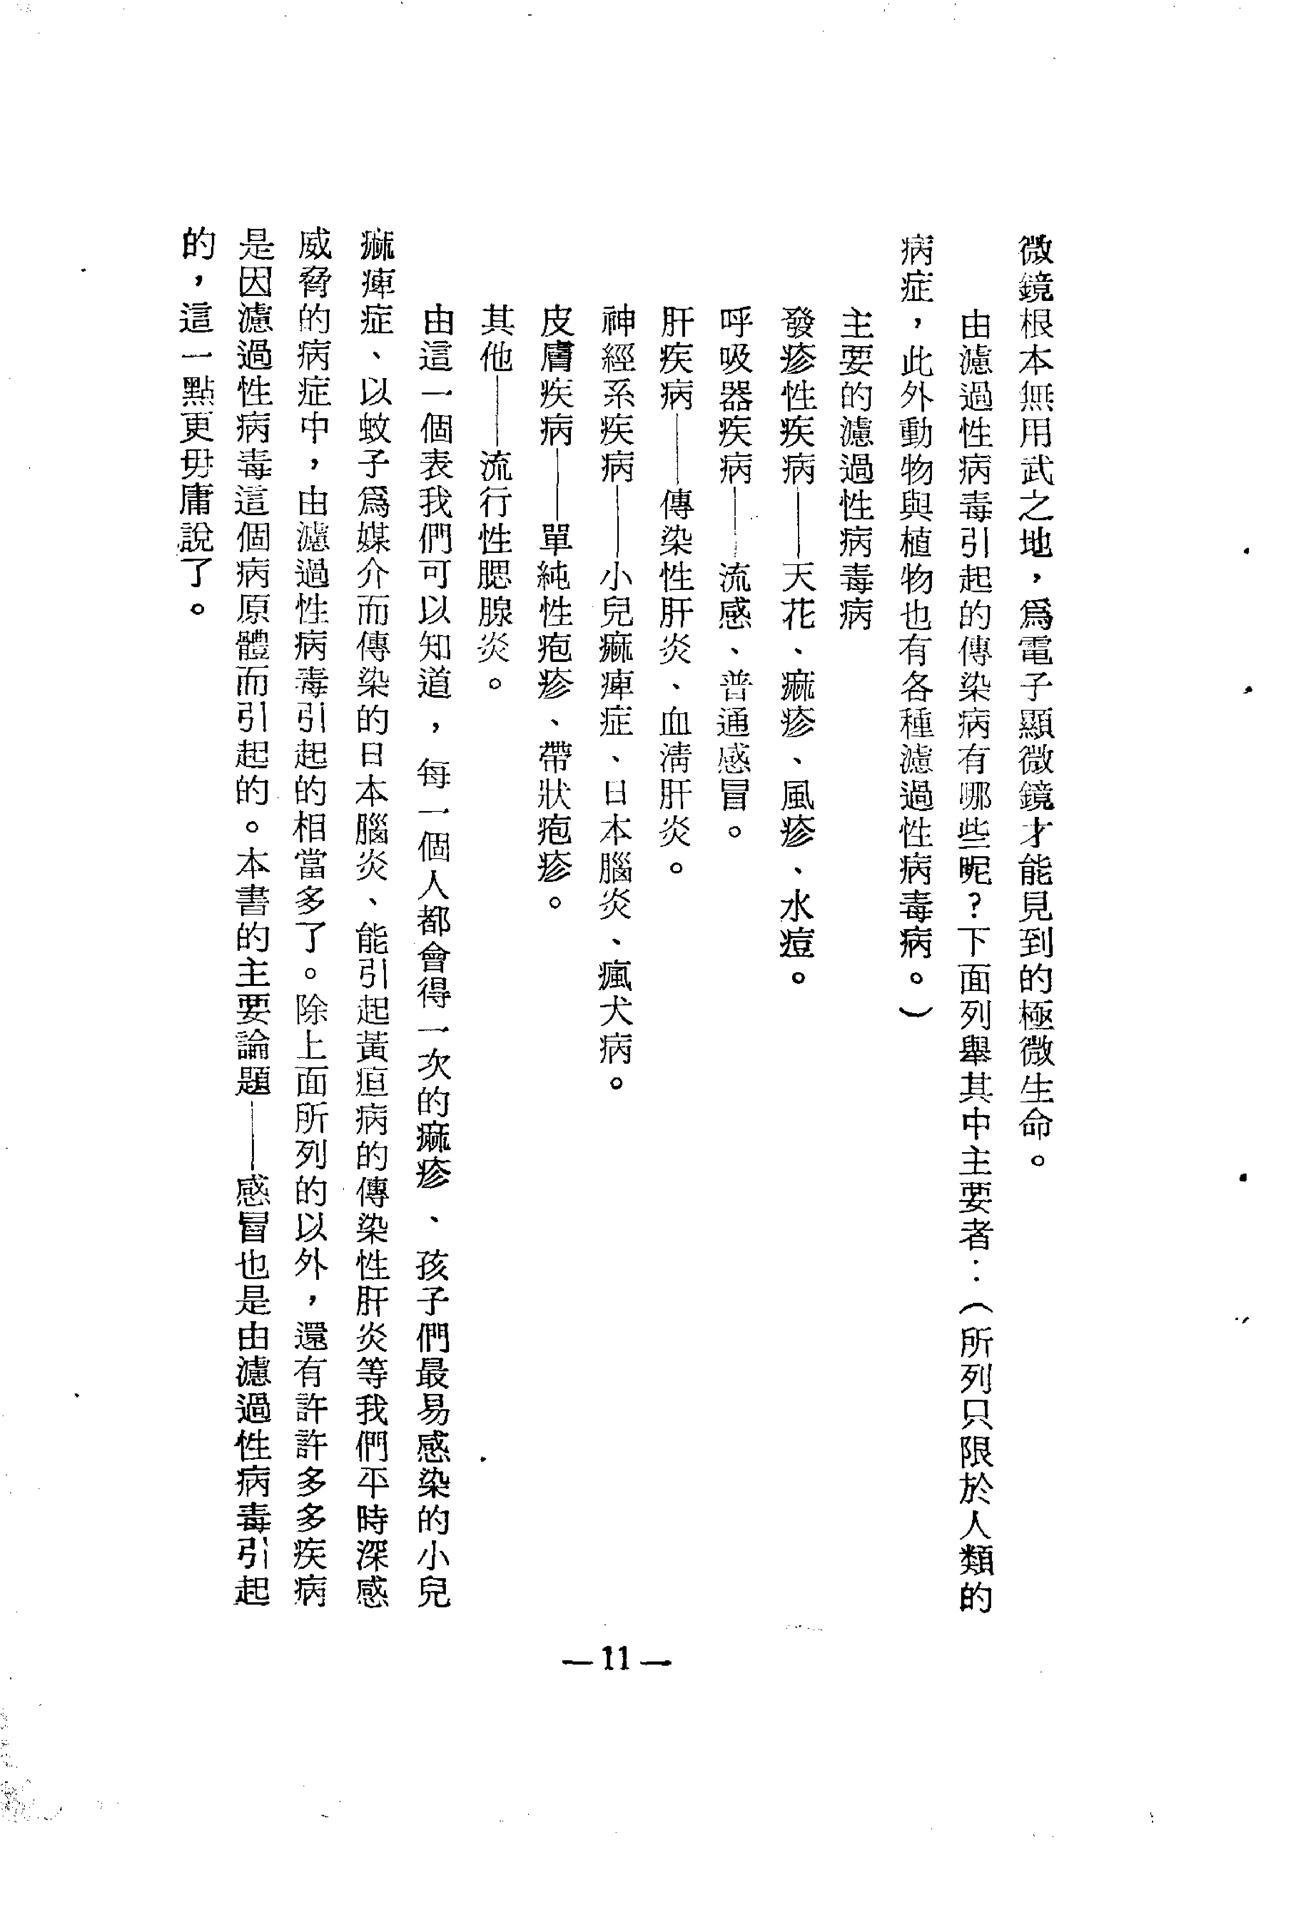 微鏡根本無用武之地，爲電子顯微鏡才能見到的極微生命。
由濾過性病毒引起的傳染病有哪些呢?下面列舉其中主要者：（所列只限於人類的
病症，此外動物與植物也有各種濾過性病毒病。）
主要的濾過性病毒病
發疹性疾病——天花、痲疹、風疹、水痘。
呼吸器疾病——流感、普通感冒。
肝疾病——傳染性肝炎、血淸肝炎。
神經系疾病——小兒痲痺症、日本腦炎、瘋犬病。
皮膚疾病——單純性疱疹、帶狀疱疹。
其他——流行性腮腺炎。
由這一個表我們可以知道，每一個人都會得一次的痲疹、孩子們最易感染的小兒
痲痺症、以蚊子爲媒介而傳染的日本腦炎、能引起黃疸病的傳染性肝炎等我們平時深感
威脅的病症中，由濾過性病毒引起的相當多了。除上面所列的以外，還有許許多多疾病
是因濾過性病毒這個病原體而引起的。本書的主要論題——感冒也是由濾過性病毒引起
的，這一點更毋庸說了。
—11—